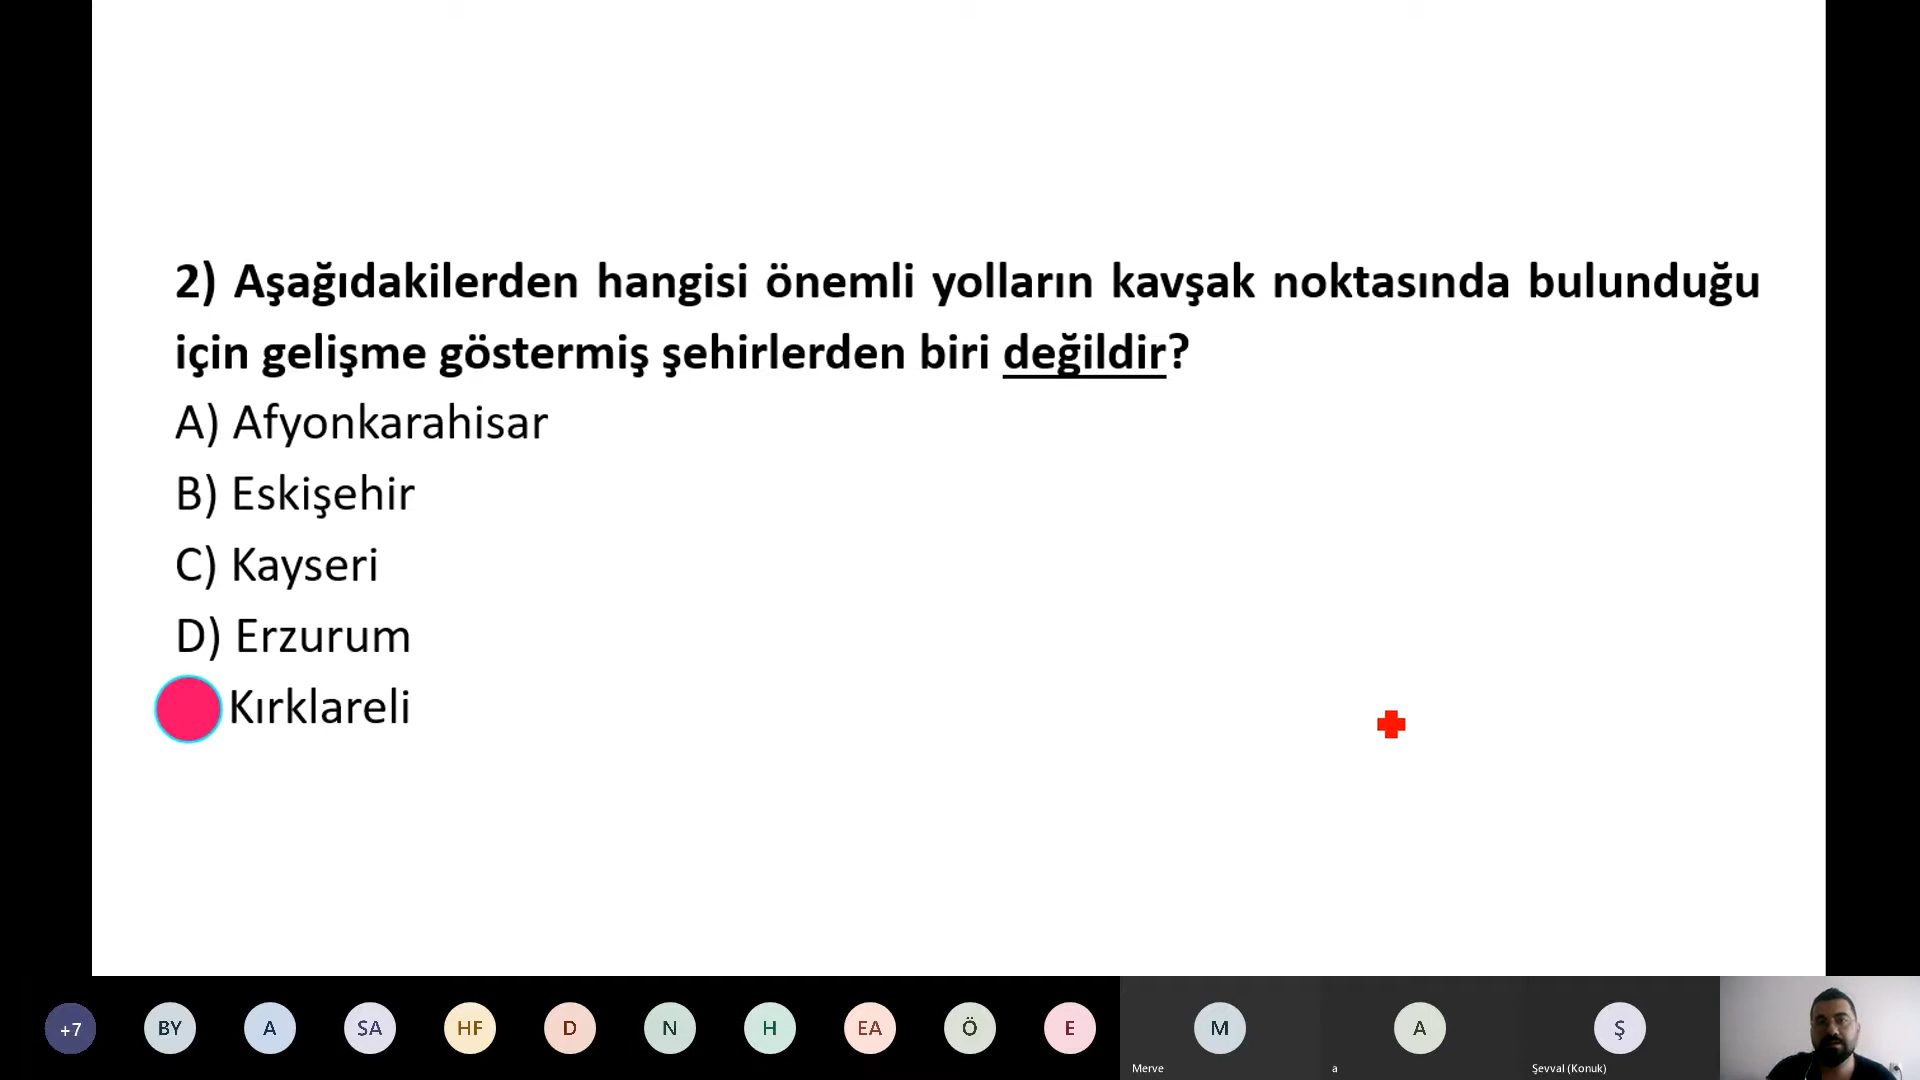 2) Aşağıdakilerden hangisi önemli yolların kavşak noktasında bulunduğu
için gelişme göstermiş şehirlerden biri değildir?
A) Afyonkarahisar
B) Eskişehir
C) Kayseri
D) Erzurum
Kırklareli
+7 BY A SA HF D N H EA Ö E M A Ş
Merve a Şevval (Konuk)